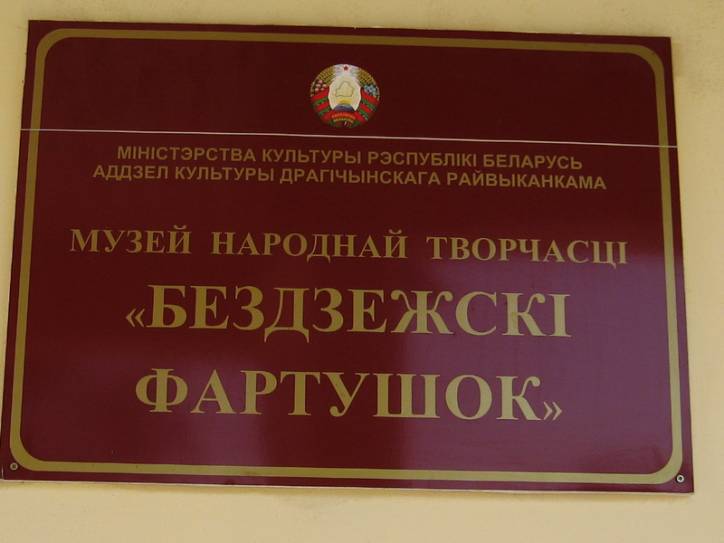 МІНІСТЭРСТВА КУЛЬТУРЫ РЭСПУБЛІКІ БЕЛАРУСЬ
АДДЗЕЛ КУЛЬТУРЫ ДРАГІЧЫНСКАГА РАЙВЫКАНКАМА
МУЗЕЙ НАРОДНАЙ ТВОРЧАСЦІ
«БЕЗДЗЕЖСКІ
ФАРТУШОК»